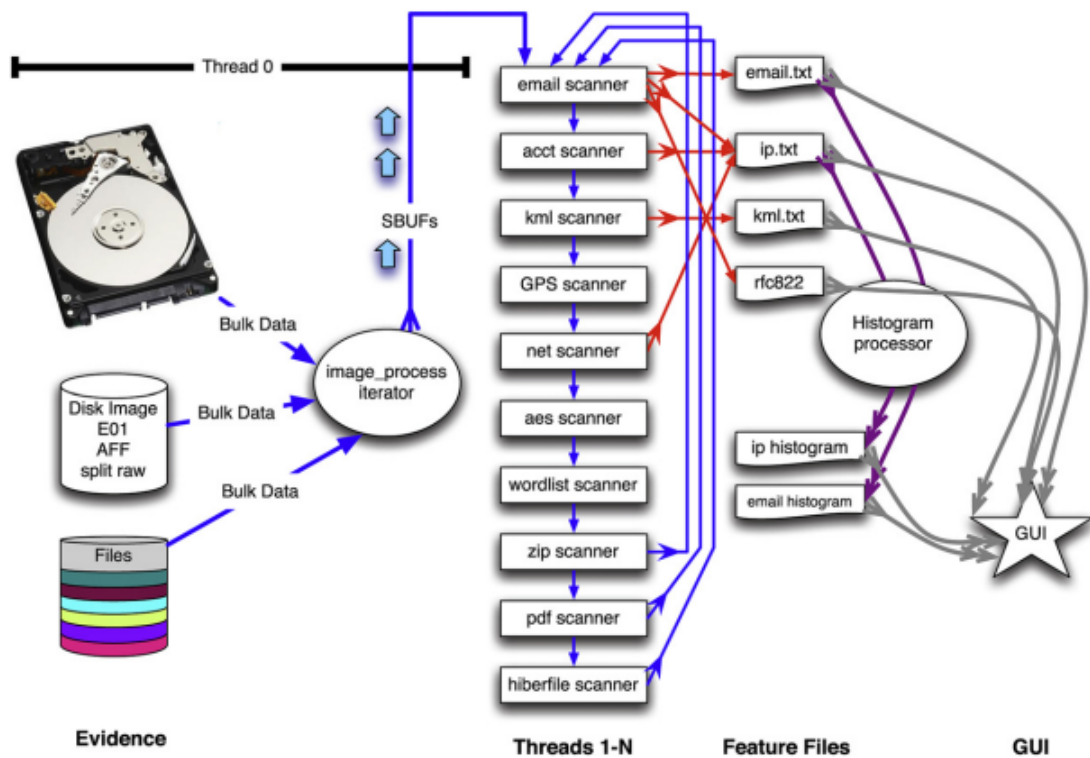 Thread 0
SBUFs
Bulk Data
Disk Image
E01
AFF
split raw
Bulk Data
Bulk Data
Files
image_process
iterator
Evidence
email scanner
acct scanner
kml scanner
GPS scanner
net scanner
aes scanner
wordlist scanner
zip scanner
pdf scanner
hiberfile scanner
Threads 1-N
email.txt
ip.txt
kml.txt
rfc822
Histogram
processor
ip histogram
email histogram
Feature Files
GUI
GUI